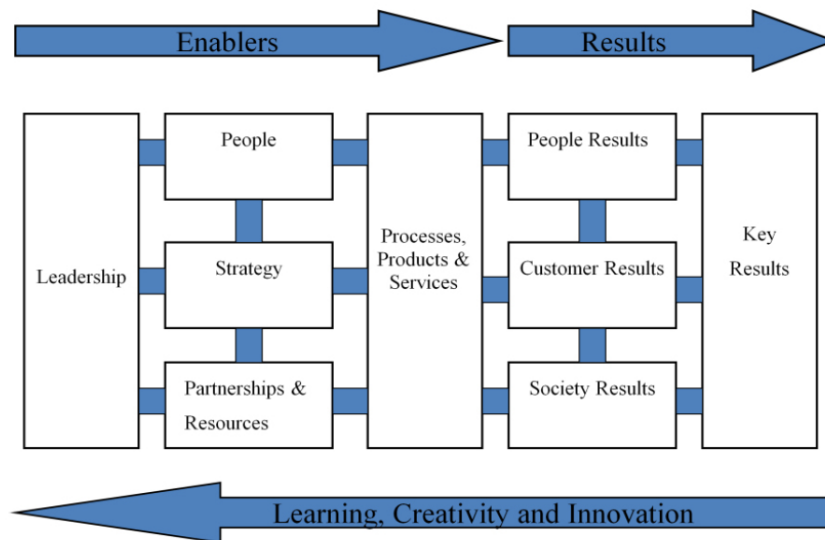 Enablers
Results
People
People Results
Processes,
Products &
Services
Key
Results
Leadership
Strategy
Customer Results
Partnerships &
Resources
Society Results
Learning, Creativity and Innovation